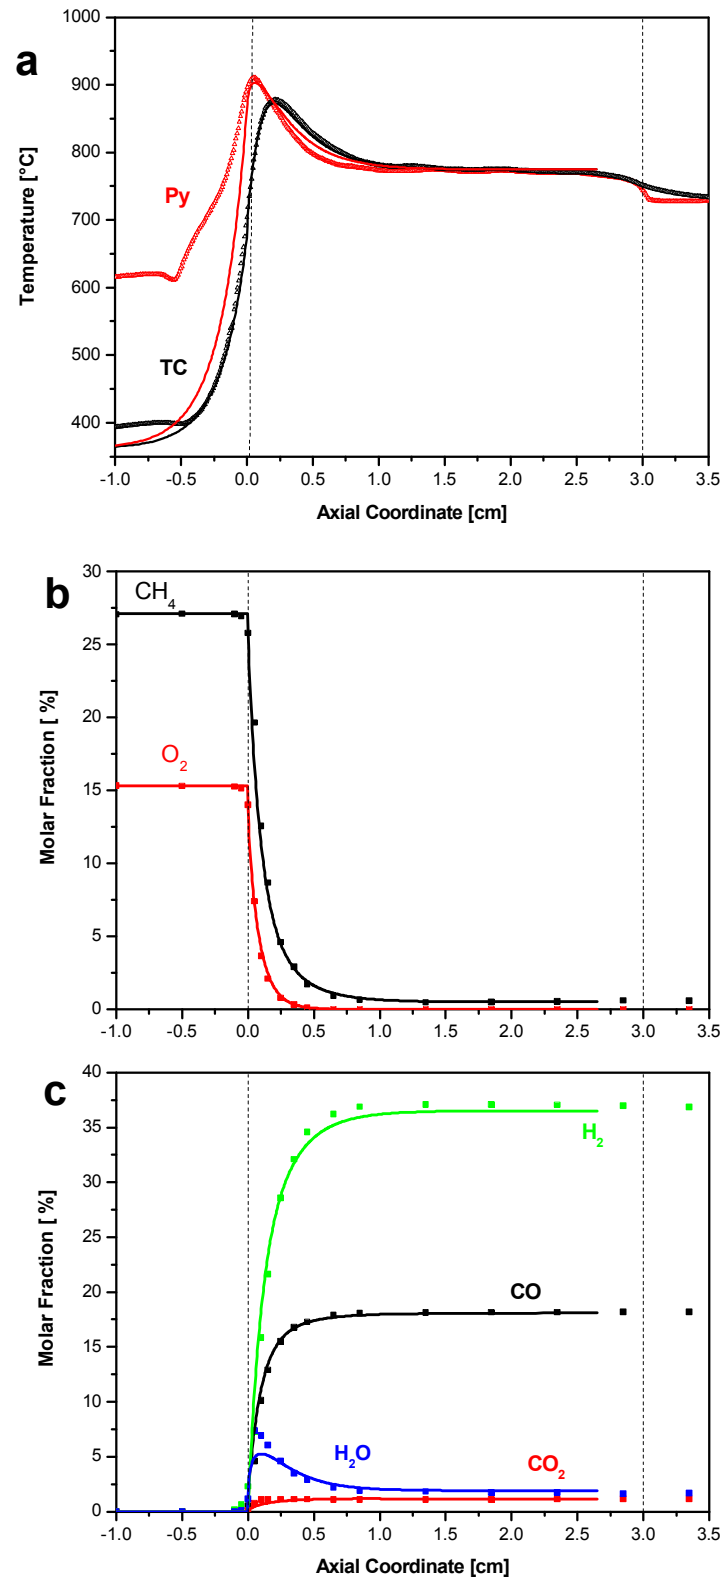 a
1000
900
800
700
600
500
400
Temperature [°C]
Py
TC
-1.0 -0.5 0.0 0.5 1.0 1.5 2.0 2.5 3.0 3.5
Axial Coordinate [cm]
b
30
25
20
15
10
5
0
Molar Fraction [ %]
CH4
O2
-1.0 -0.5 0.0 0.5 1.0 1.5 2.0 2.5 3.0 3.5
c
40
35
30
25
20
15
10
5
0
Molar Fraction [ %]
H2
CO
H2O
CO2
-1.0 -0.5 0.0 0.5 1.0 1.5 2.0 2.5 3.0 3.5
Axial Coordinate [cm]